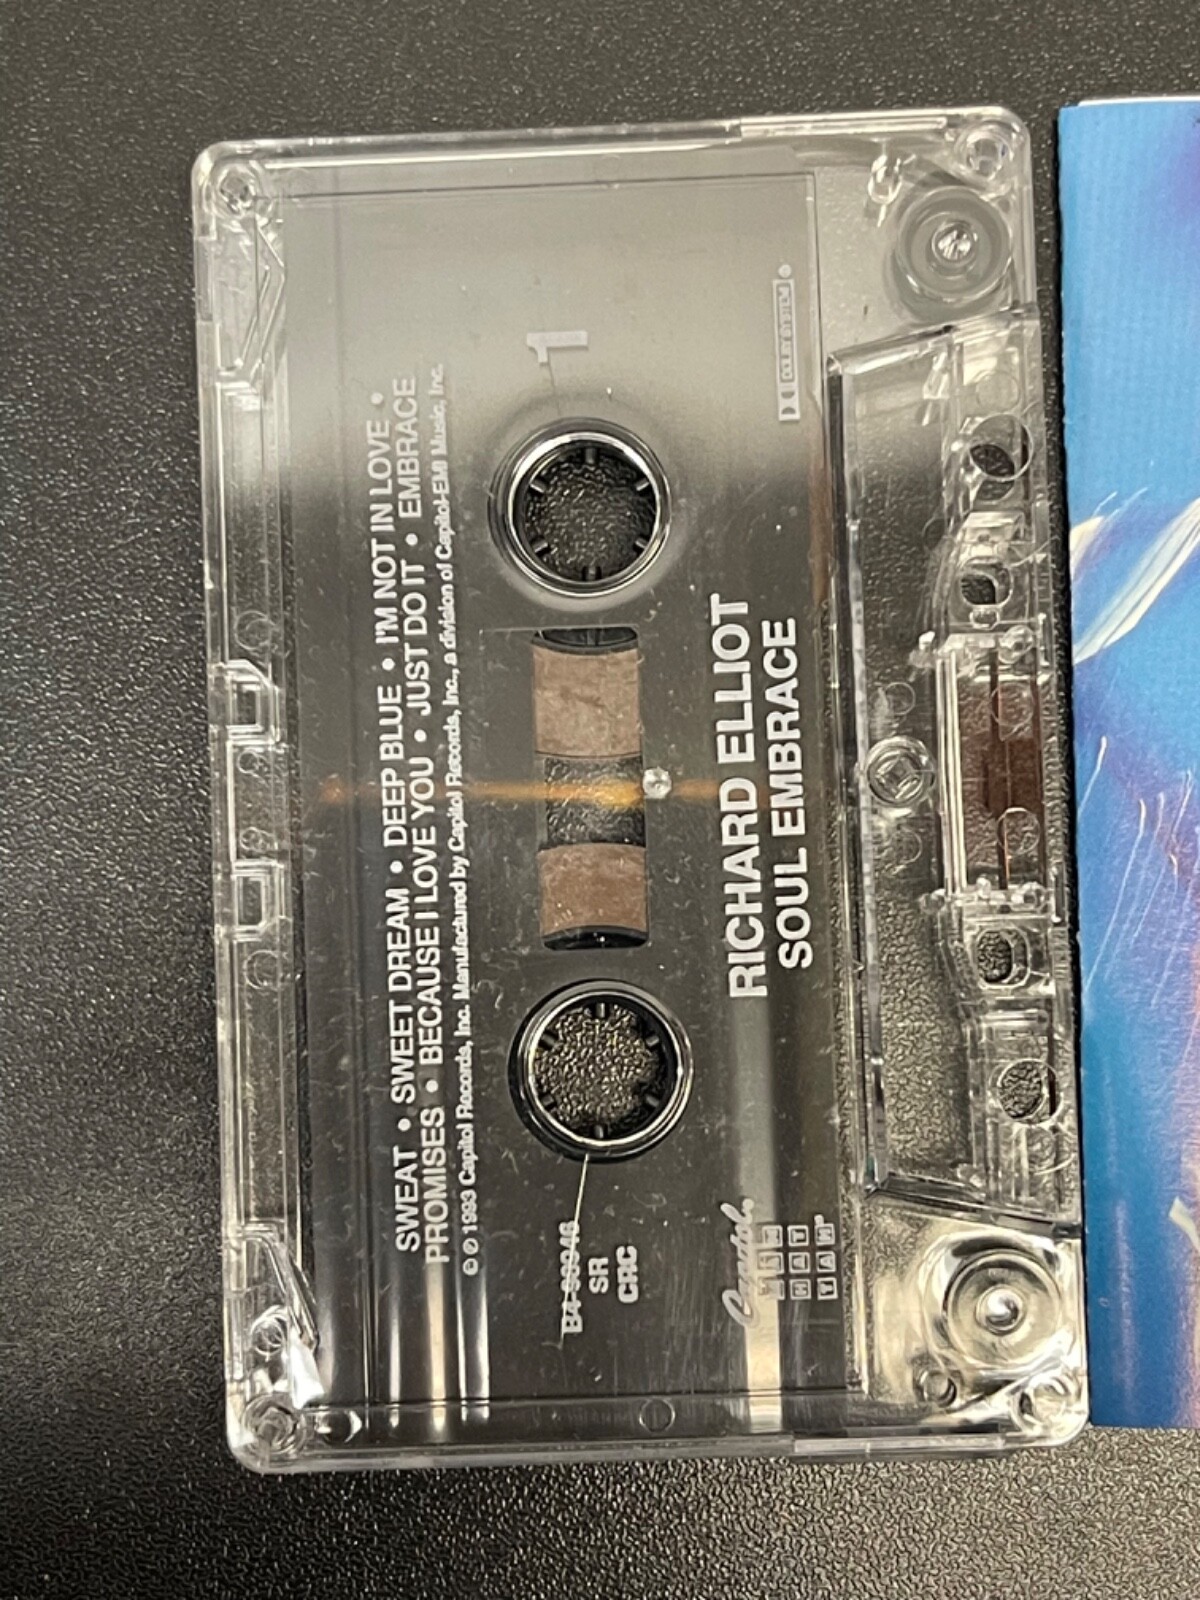 SWEAT • SWEET DREAM • DEEP BLUE • I'M NOT IN LOVE •
PROMISES • BECAUSE I LOVE YOU • JUST DO IT • EMBRACE
℗ © 1993 Capitol Records, Inc. Manufactured by Capitol Records, Inc., a division of Capitol-EMI Music, Inc.
1
SR
CRC
RICHARD ELLIOT
SOUL EMBRACE
Capitol
DOLBY SYSTEM ®